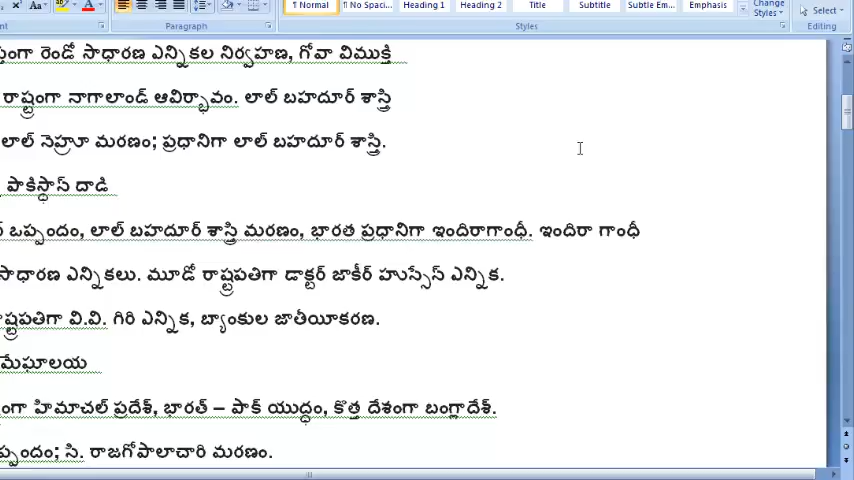 Paragraph
Styles
Editing
¶ Normal
¶ No Spaci...
Heading 1
Heading 2
Title
Subtitle
Subtle Em...
Emphasis
Change
Styles
Select
రెండో సాధారణ ఎన్నికల నిర్వహణ, గోవా విముక్తి
రాష్ట్రంగా నాగాలాండ్ ఆవిర్భావం. లాల్ బహదూర్ శాస్త్రి
లాల్ నెహ్రూ మరణం; ప్రధానిగా లాల్ బహదూర్ శాస్త్రి.
పాకిస్థాస్ దాడి
ఒప్పందం, లాల్ బహదూర్ శాస్త్రి మరణం, భారత ప్రధానిగా ఇందిరాగాంధీ. ఇందిరా గాంధీ
సాధారణ ఎన్నికలు. మూడో రాష్ట్రపతిగా డాక్టర్ జాకీర్ హుస్సేస్ ఎన్నిక.
వి.వి. గిరి ఎన్నిక, బ్యాంకుల జాతీయీకరణ.
మేఘాలయ
హిమాచల్ ప్రదేశ్, భారత్ – పాక్ యుద్ధం, కొత్త దేశంగా బంగ్లాదేశ్.
సి. రాజగోపాలాచారి మరణం.